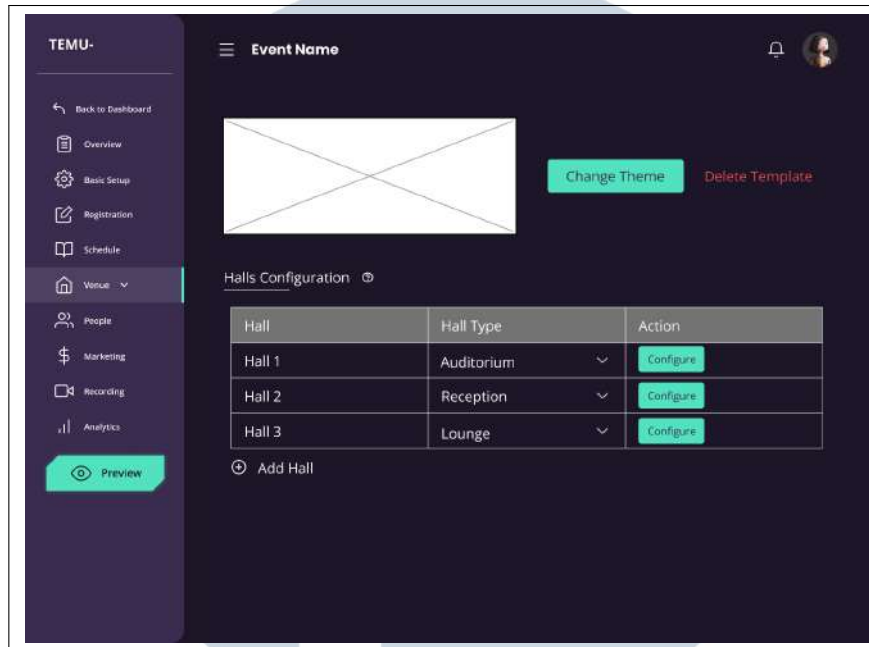 TEMU-
Event Name
Back to Dashboard
Overview
Basic Setup
Registration
Schedule
Venue
People
Marketing
Recording
Analytics
Preview
Change Theme
Delete Template
Halls Configuration
Hall Hall Type Action
Hall 1 Auditorium Configure
Hall 2 Reception Configure
Hall 3 Lounge Configure
Add Hall